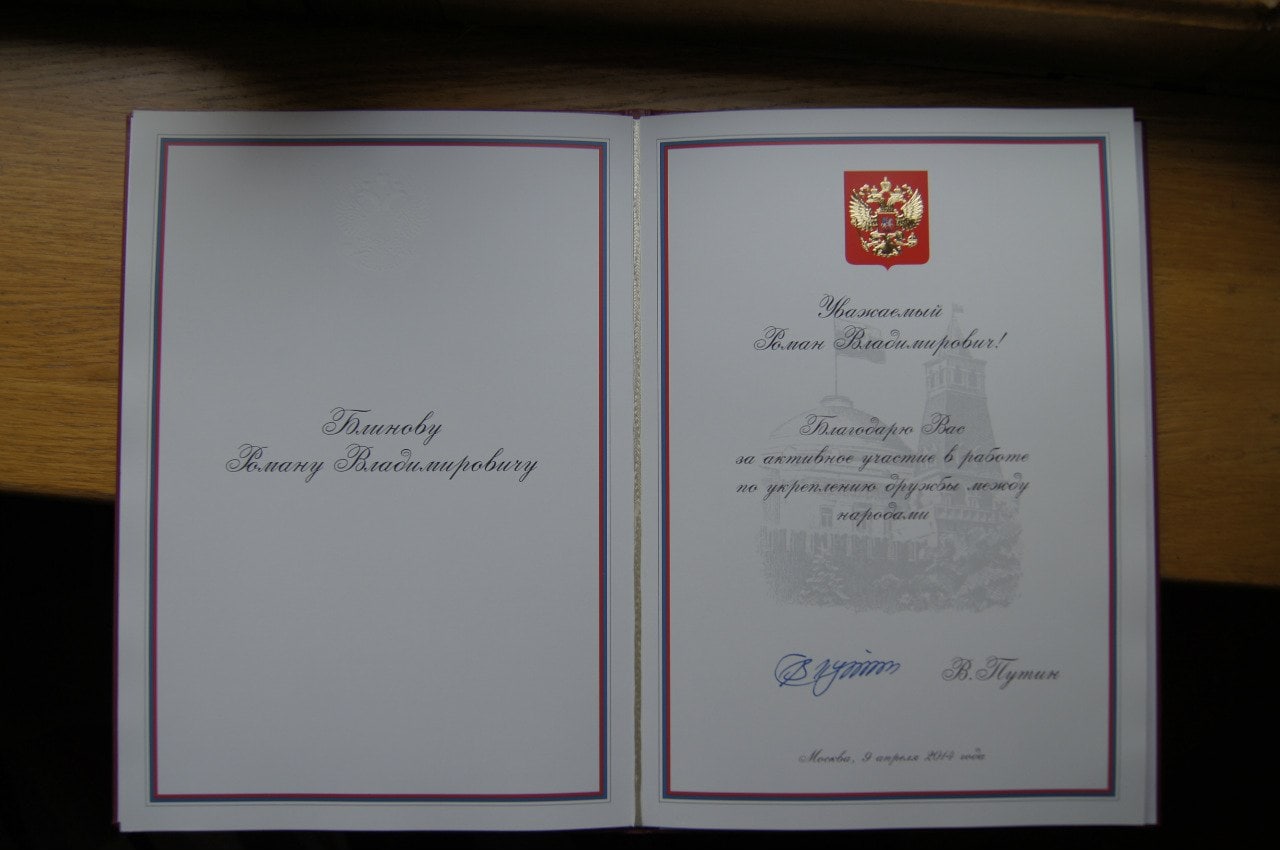 Блинову
Роману Владимировичу
Уважаемый
Роман Владимирович!
Благодарю Вас
за активное участие в работе
по укреплению дружбы между
народами
В.Путин
Москва, 9 апреля 2014 года